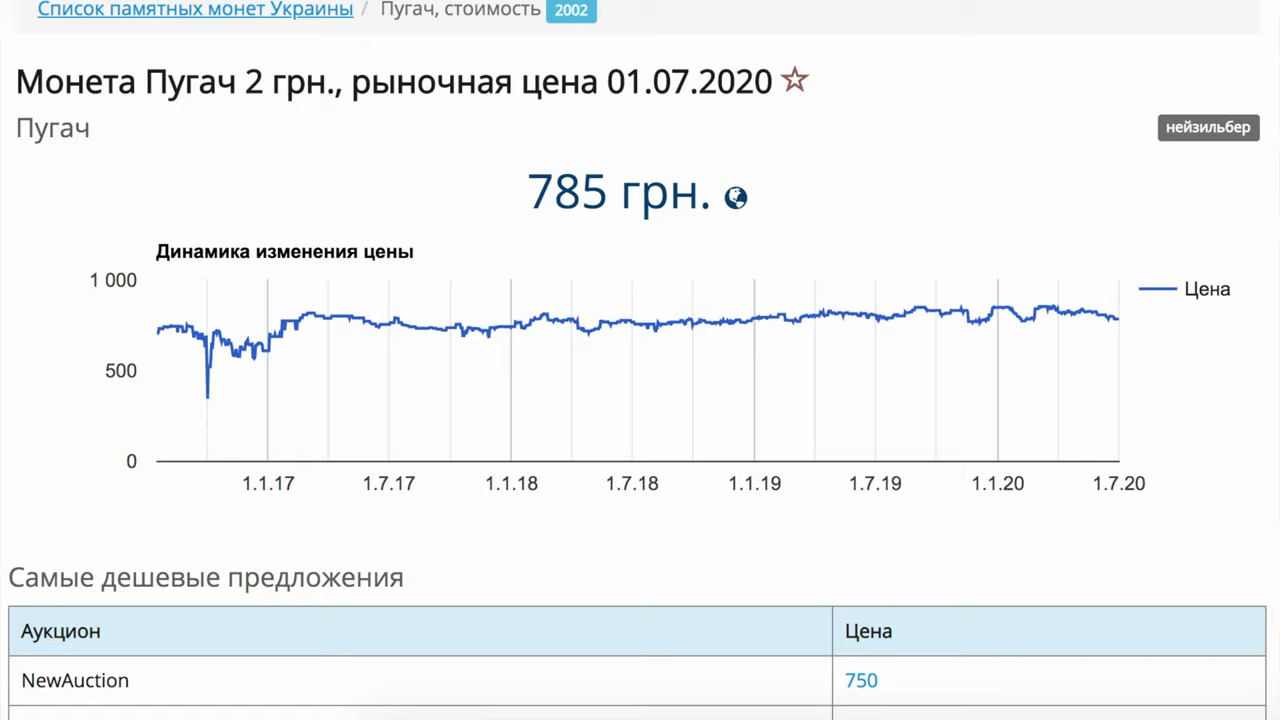 Список памятных монет Украины / Пугач, стоимость 2002
Монета Пугач 2 грн., рыночная цена 01.07.2020
Пугач
нейзильбер
785 грн.
Динамика изменения цены
1 000
Цена
500
0
1.1.17 1.7.17 1.1.18 1.7.18 1.1.19 1.7.19 1.1.20 1.7.20
Самые дешевые предложения
Аукцион Цена
NewAuction 750